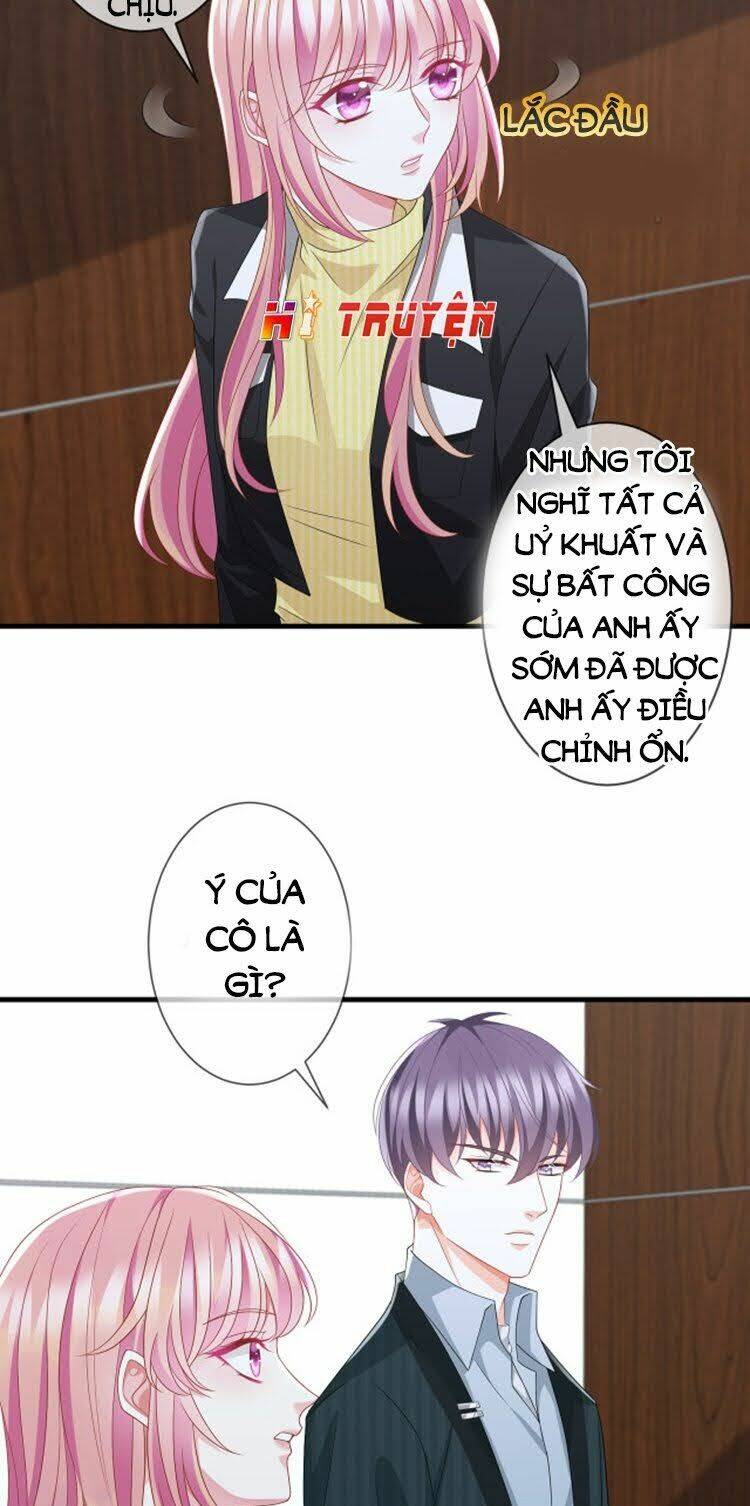 CHỊU.
LẮC ĐẦU
HI TRUYỆN
NHƯNG TÔI
NGHĨ TẤT CẢ
UỶ KHUẤT VÀ
SỰ BẤT CÔNG
CỦA ANH ẤY
SỚM ĐÃ ĐƯỢC
ANH ẤY ĐIỀU
CHỈNH ỔN.
Ý CỦA
CÔ LÀ
GÌ?